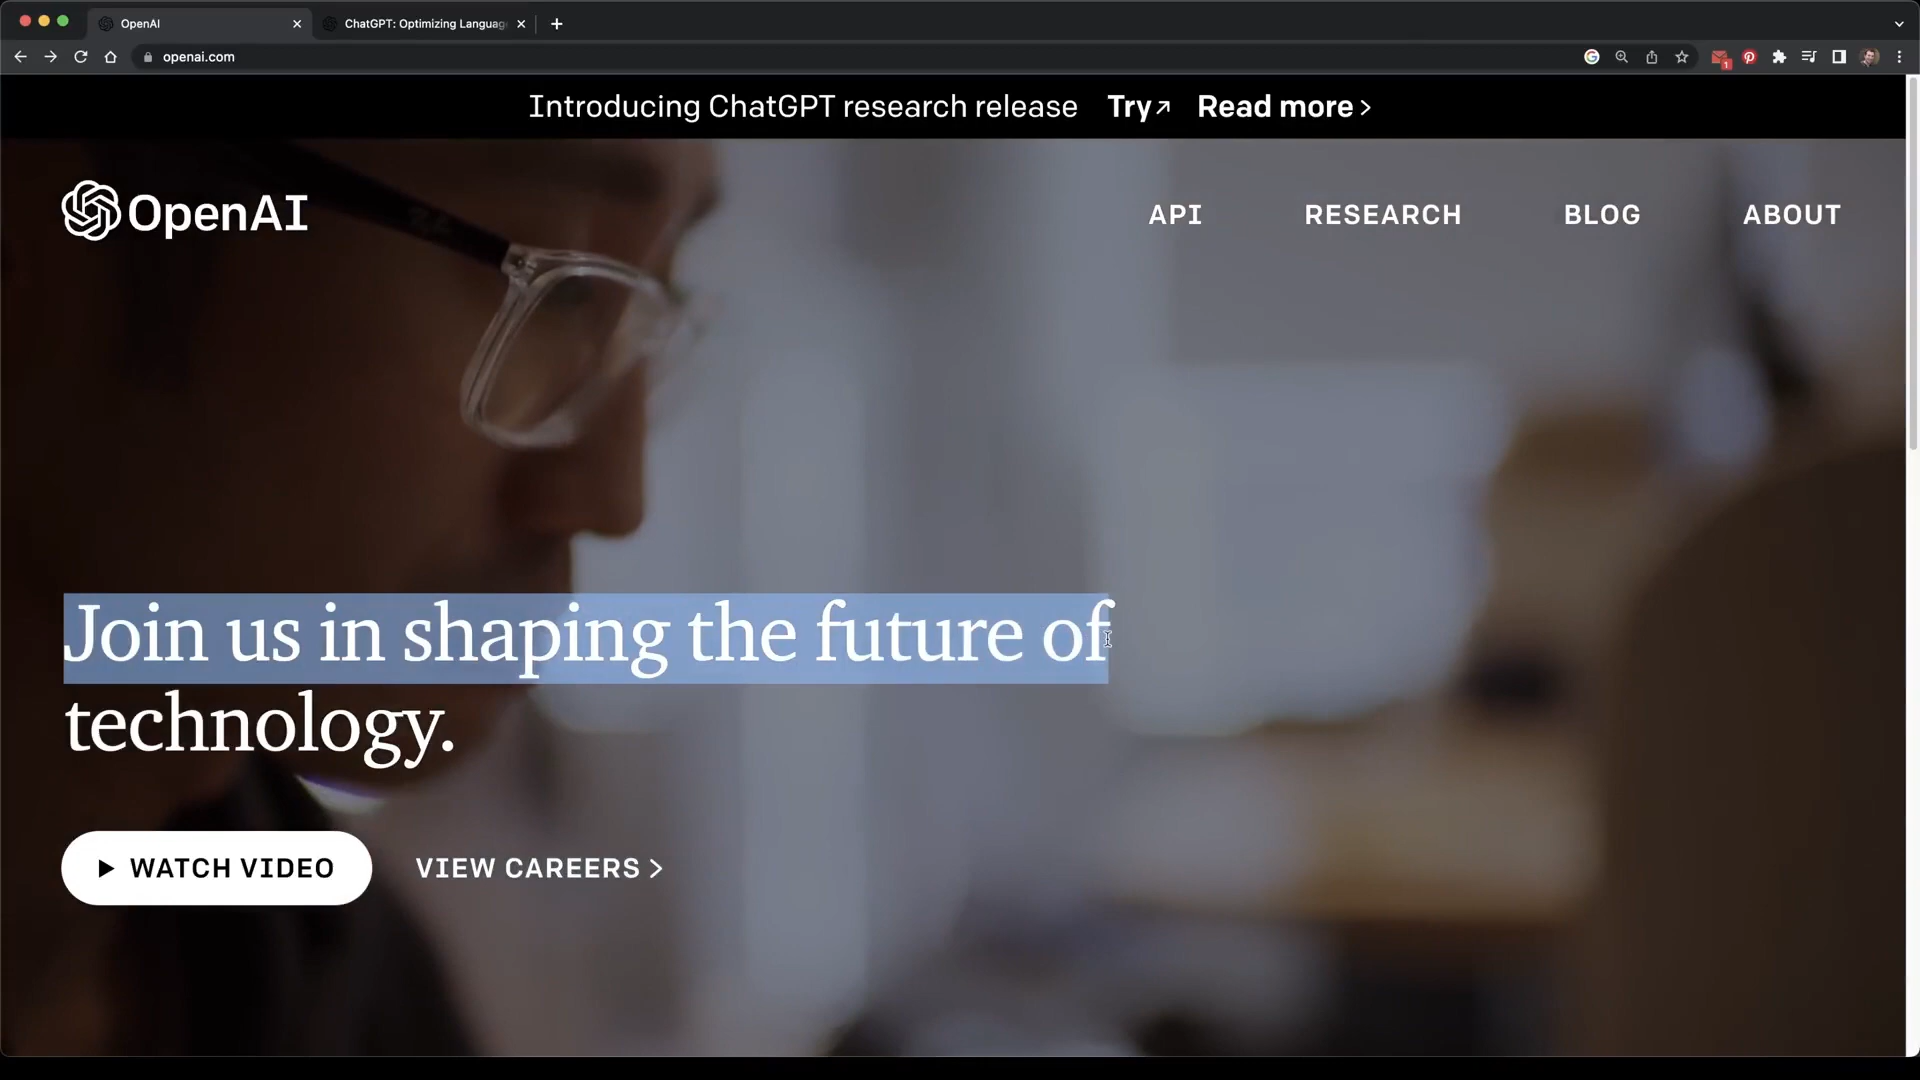 OpenAI
ChatGPT: Optimizing Languag
openai.com
1
Introducing ChatGPT research release Try↗ Read more >
OpenAI
API RESEARCH BLOG ABOUT
Join us in shaping the future of
technology.
WATCH VIDEO VIEW CAREERS >